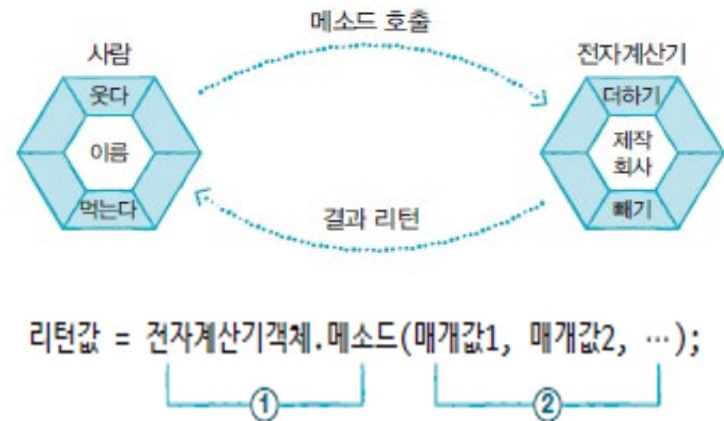 메소드 호출
사람
전자계산기
웃다
더하기
이름
제작
회사
먹는다
빼기
결과 리턴
리턴값 = 전자계산기객체.메소드(매개값1, 매개값2, …);
① ②